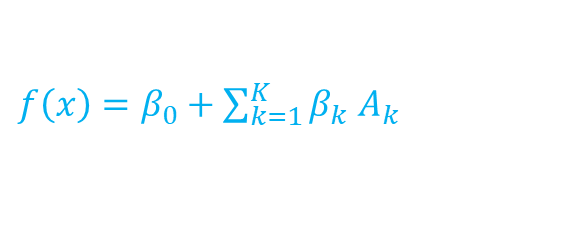 f(x) = β₀ + ∑ₖ₌₁ᴷ βₖ Aₖ